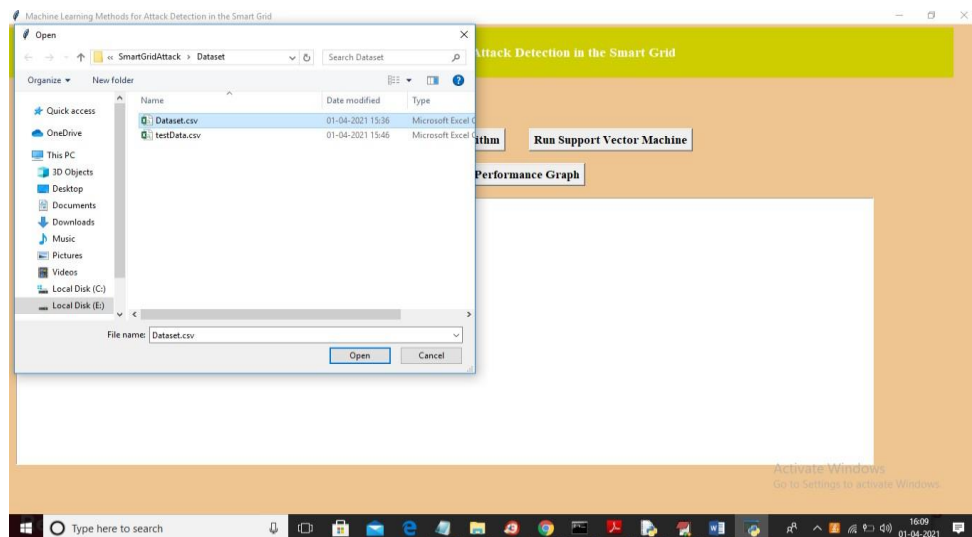 Machine Learning Methods for Attack Detection in the Smart Grid
Open
« SmartGridAttack > Dataset
Search Dataset
Organize
New folder
Name
Date modified
Type
Quick access
OneDrive
This PC
3D Objects
Desktop
Documents
Downloads
Music
Pictures
Videos
Local Disk (C:)
Local Disk (E:)
Dataset.csv
01-04-2021 15:36
Microsoft Excel
testData.csv
01-04-2021 15:46
Microsoft Excel
File name: Dataset.csv
Open
Cancel
Attack Detection in the Smart Grid
ithm
Run Support Vector Machine
Performance Graph
Activate Windows
Go to Settings to activate Windows.
Type here to search
16:09
01-04-2021